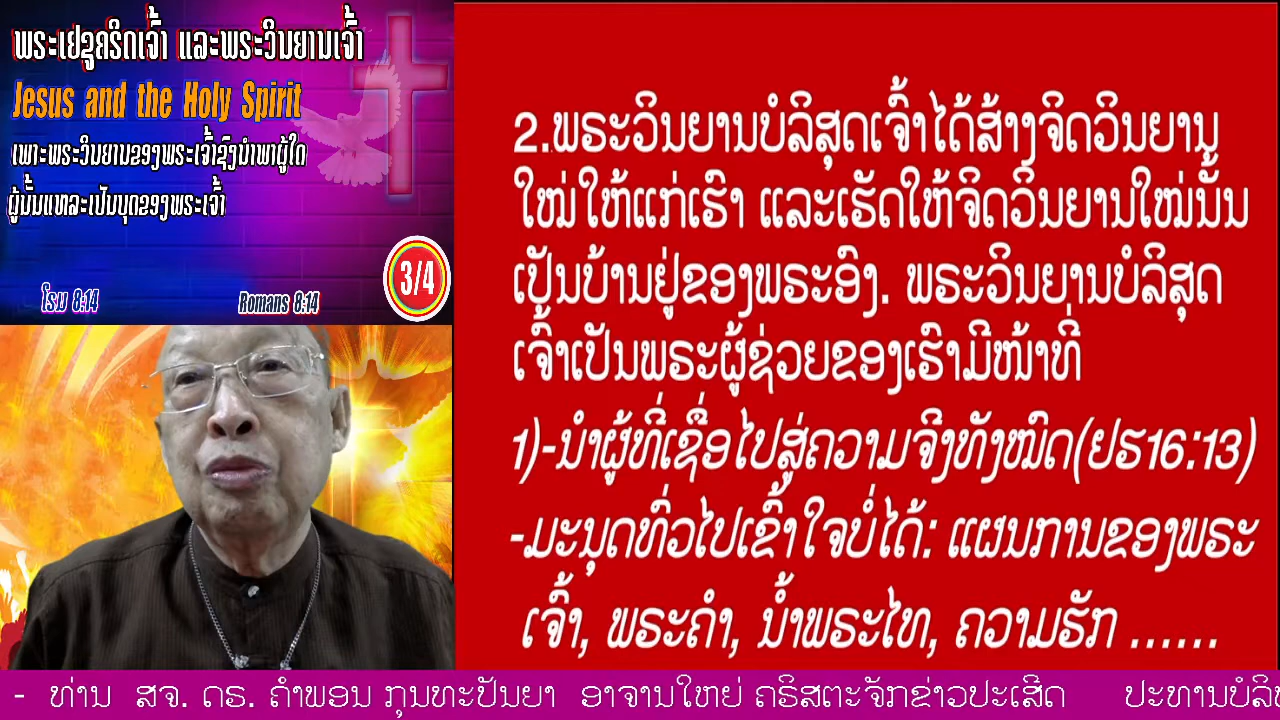 ພຣະເຢຊູຄຣິດເຈົ້າ ແລະພຣະວິນຍານເຈົ້າ
Jesus and the Holy Spirit
ເພາະພຣະວິນຍານຂອງພຣະເຈົ້າຊົງນຳພາຜູ້ໃດ
ຜູ້ນັ້ນແຫລະເປັນບຸດຂອງພຣະເຈົ້າ
ໂຣມ 8:14
Romans 8:14
3/4
2.ພຣະວິນຍານບໍລິສຸດເຈົ້າໄດ້ສ້າງຈິດວິນຍານ
ໃໝ່ໃຫ້ແກ່ເຮົາ ແລະເຮັດໃຫ້ຈິດວິນຍານໃໝ່ນັ້ນ
ເປັນບ້ານຢູ່ຂອງພຣະອົງ. ພຣະວິນຍານບໍລິສຸດ
ເຈົ້າເປັນພຣະຜູ້ຊ່ວຍຂອງເຮົາມີໜ້າທີ່
1)-ນຳຜູ້ທີ່ເຊື່ອໄປສູ່ຄວາມຈິງທັງໝົດ(ຢຮ16:13)
-ມະນຸດທົ່ວໄປເຂົ້າໃຈບໍ່ໄດ້: ແຜນການຂອງພຣະ
ເຈົ້າ, ພຣະຄຳ, ນ້ຳພຣະໄທ, ຄວາມຮັກ ......
- ທ່ານ ສຈ. ດຣ. ຄຳພອນ ກຸນທະປັນຍາ ອາຈານໃຫຍ່ ຄຣິສຕະຈັກຂ່າວປະເສີດ ປະທານບໍລິ